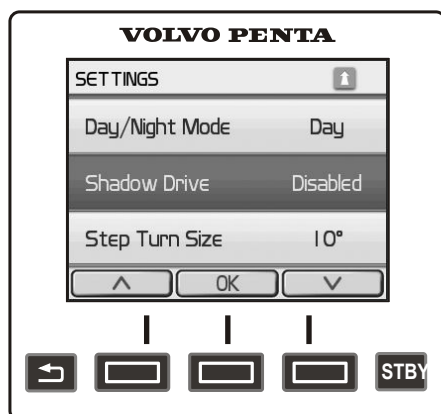 VOLVO PENTA
SETTINGS
Day/Night Mode Day
Shadow Drive Disabled
Step Turn Size 10°
OK
STBY